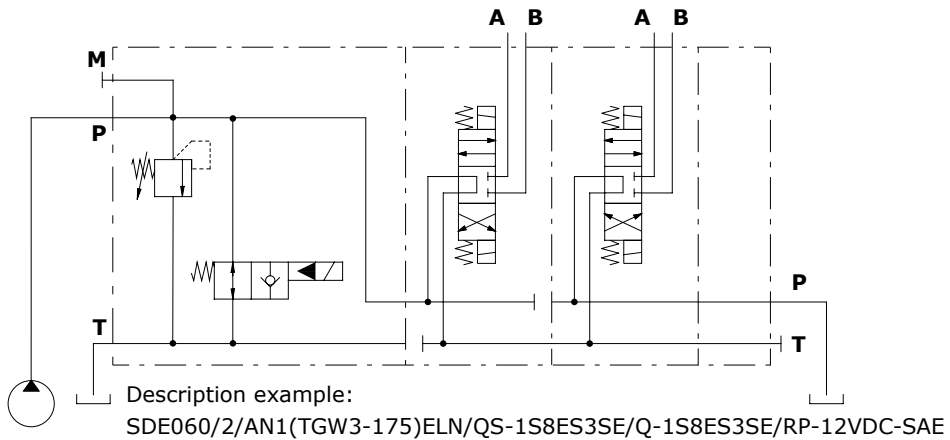 A B A B
M
P
P
T
T
Description example:
SDE060/2/AN1(TGW3-175)ELN/QS-1S8ES3SE/Q-1S8ES3SE/RP-12VDC-SAE